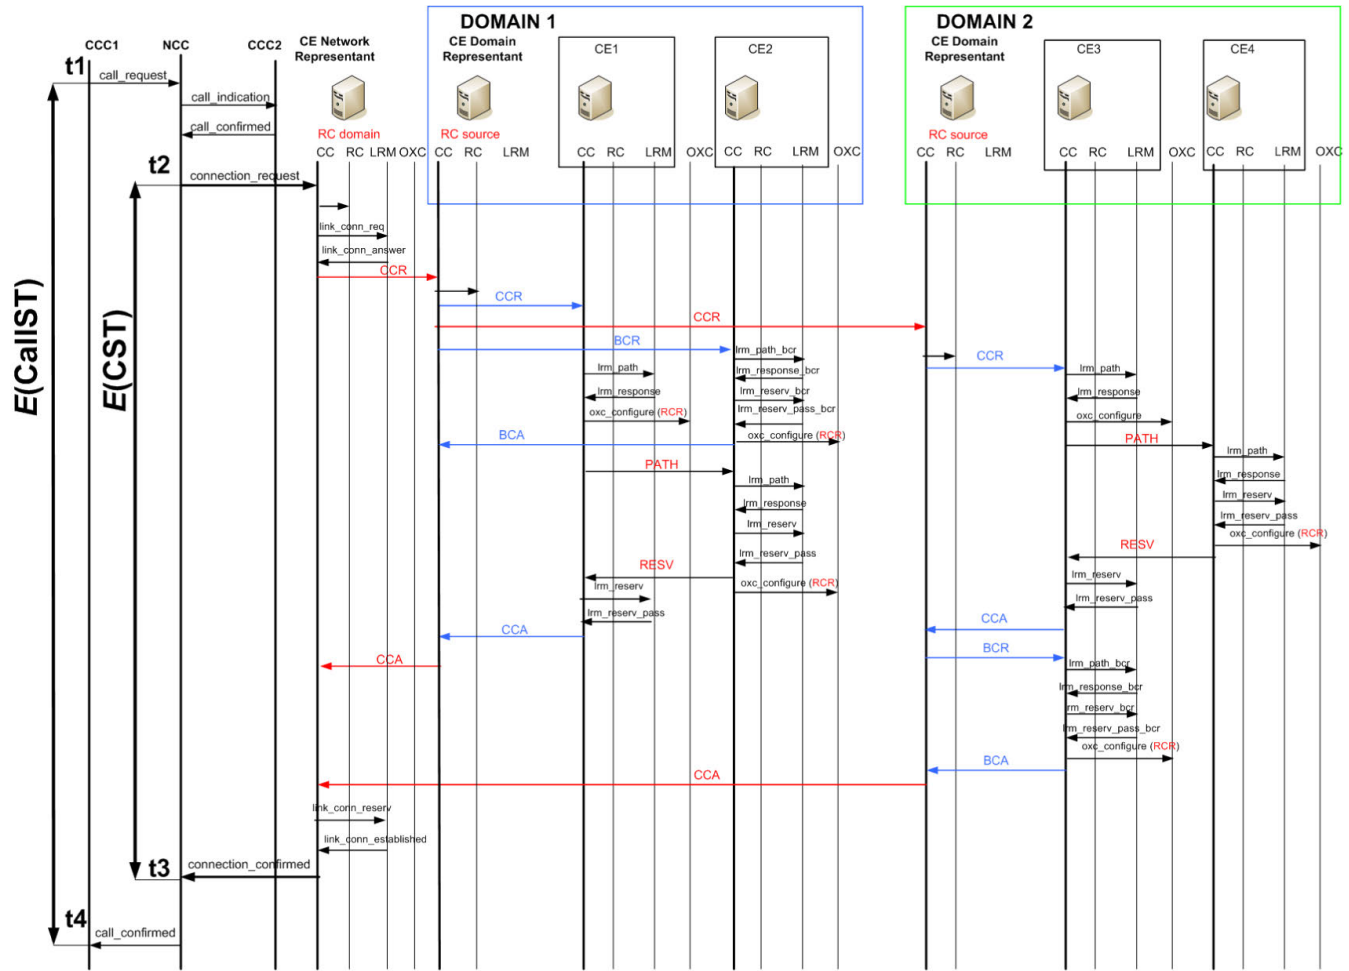 DOMAIN 1
DOMAIN 2
CCC1 NCC CCC2
CE Network
Representant
CE Domain
Representant
CE1
CE2
CE Domain
Representant
CE3
CE4
t1
call_request
call_indication
call_confirmed
RC domain
RC source
RC source
CC RC LRM OXC CC RC LRM CC RC LRM OXC CC RC LRM OXC CC RC LRM CC RC LRM OXC CC RC LRM OXC
t2
connection_request
link_conn_req
link_conn_answer
CCR
CCR
CCR
BCR
lrm_path_bcr
CCR
lrm_path
lrm_response_bcr
lrm_path
lrm_response
lrm_reserv_bcr
lrm_response
oxc_configure (RCR)
lrm_reserv_pass_bcr
oxc_configure
BCA
oxc_configure (RCR)
PATH
lrm_path
PATH
lrm_path
lrm_response
lrm_response
lrm_reserv
lrm_reserv
lrm_reserv_pass
oxc_configure (RCR)
RESV
lrm_reserv_pass
RESV
oxc_configure (RCR)
lrm_reserv
lrm_reserv
lrm_reserv_pass
lrm_reserv_pass
CCA
CCA
CCA
BCR
lrm_path_bcr
lrm_response_bcr
rm_reserv_bcr
lrm_reserv_pass_bcr
oxc_configure (RCR)
BCA
CCA
link_conn_reserv
link_conn_established
t3
connection_confirmed
t4
call_confirmed
E(CallST)
E(CST)